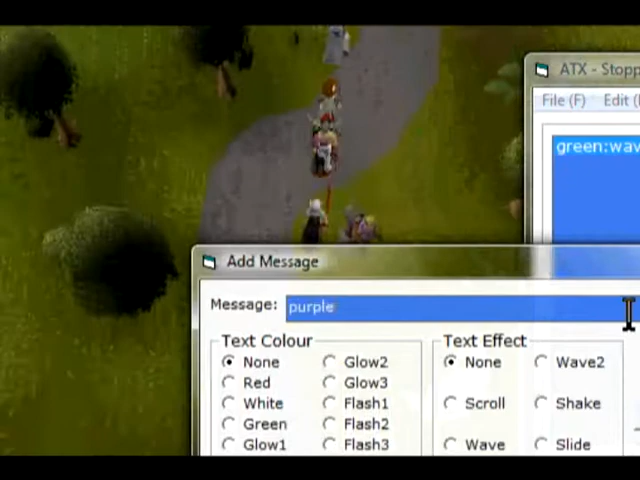 ATX - Stopp
File (F) Edit (
green:wav
Add Message
Message: purple
Text Colour
None
Glow2
Red
Glow3
White
Flash1
Green
Flash2
Glow1
Flash3
Text Effect
None
Wave2
Scroll
Shake
Wave
Slide